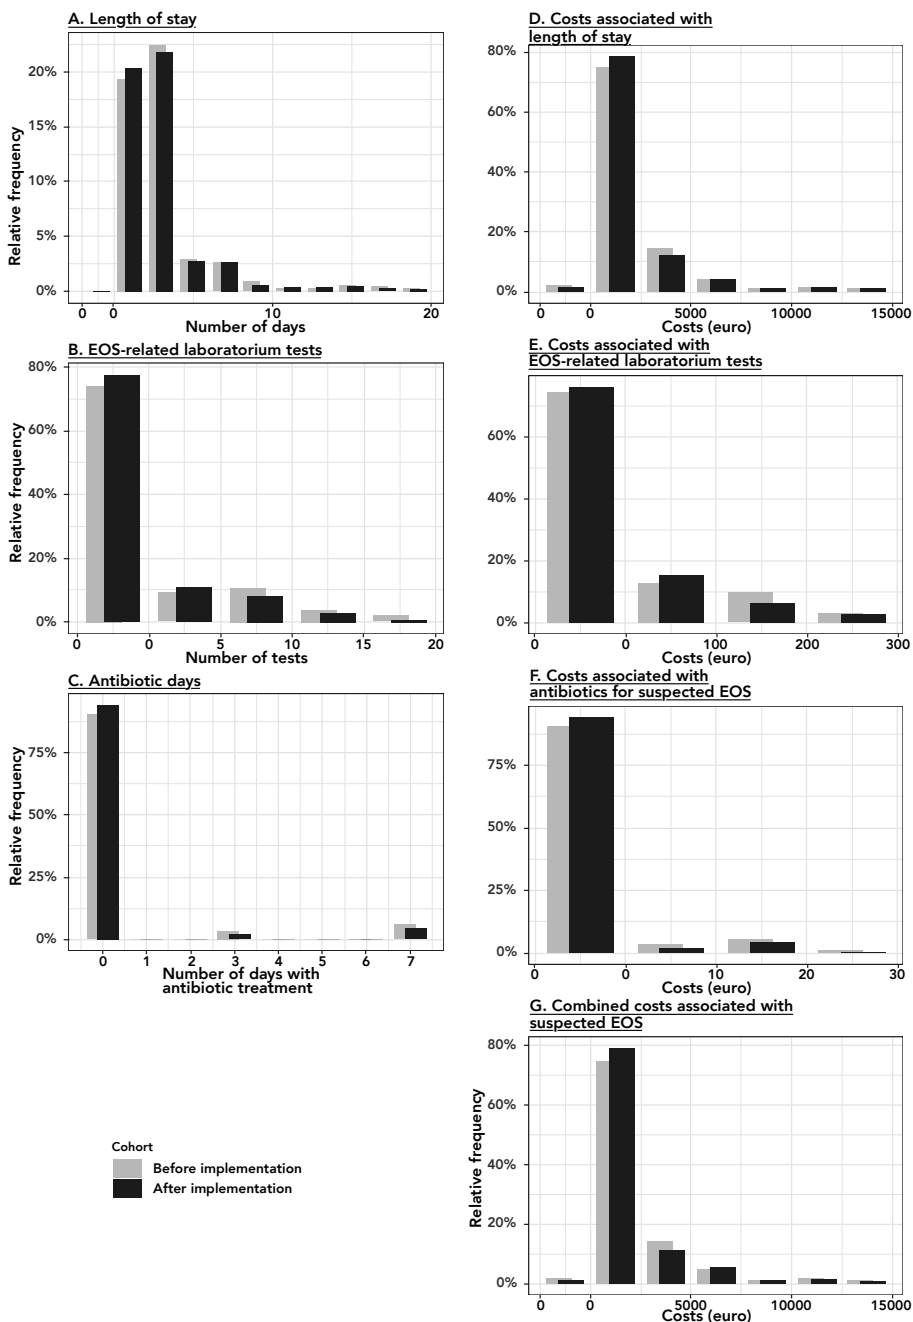 A. Length of stay
20%
15%
10%
5%
0%
Relative frequency
0 0 10 20
Number of days
B. EOS-related laboratorium tests
80%
60%
40%
20%
0%
Relative frequency
0 0 5 10 15 20
Number of tests
C. Antibiotic days
75%
50%
25%
0%
Relative frequency
0 1 2 3 4 5 6 7
Number of days with
antibiotic treatment
Cohort
Before implementation
After implementation
D. Costs associated with
length of stay
80%
60%
40%
20%
0%
0 0 5000 10000 15000
Costs (euro)
E. Costs associated with
EOS-related laboratorium tests
60%
40%
20%
0%
0 0 100 200 300
Costs (euro)
F. Costs associated with
antibiotics for suspected EOS
75%
50%
25%
0%
0 0 10 20 30
Costs (euro)
G. Combined costs associated with
suspected EOS
80%
60%
40%
20%
0%
Relative frequency
0 0 5000 10000 15000
Costs (euro)